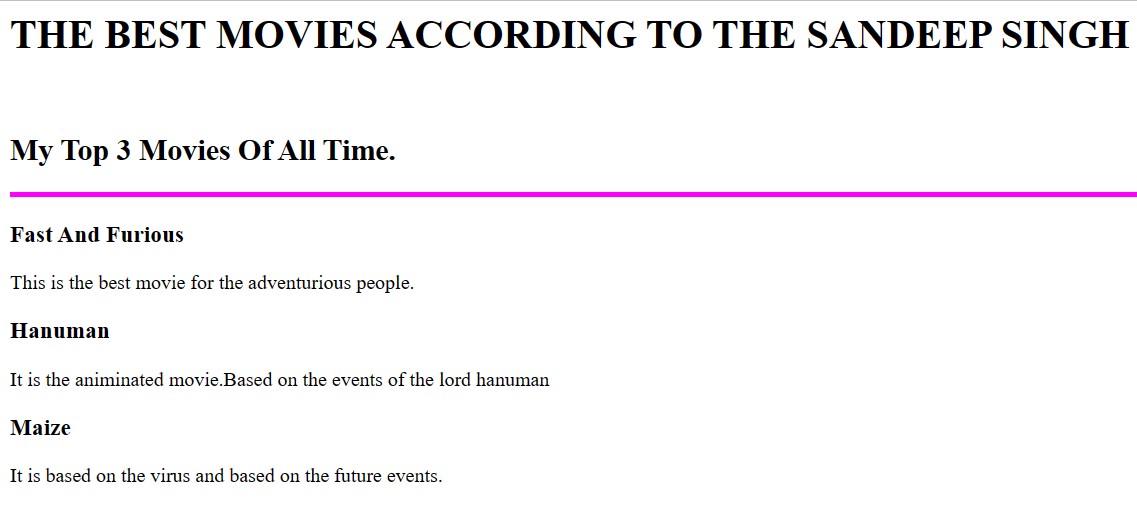 THE BEST MOVIES ACCORDING TO THE SANDEEP SINGH
My Top 3 Movies Of All Time.
Fast And Furious
This is the best movie for the adventurious people.
Hanuman
It is the animinated movie.Based on the events of the lord hanuman
Maize
It is based on the virus and based on the future events.